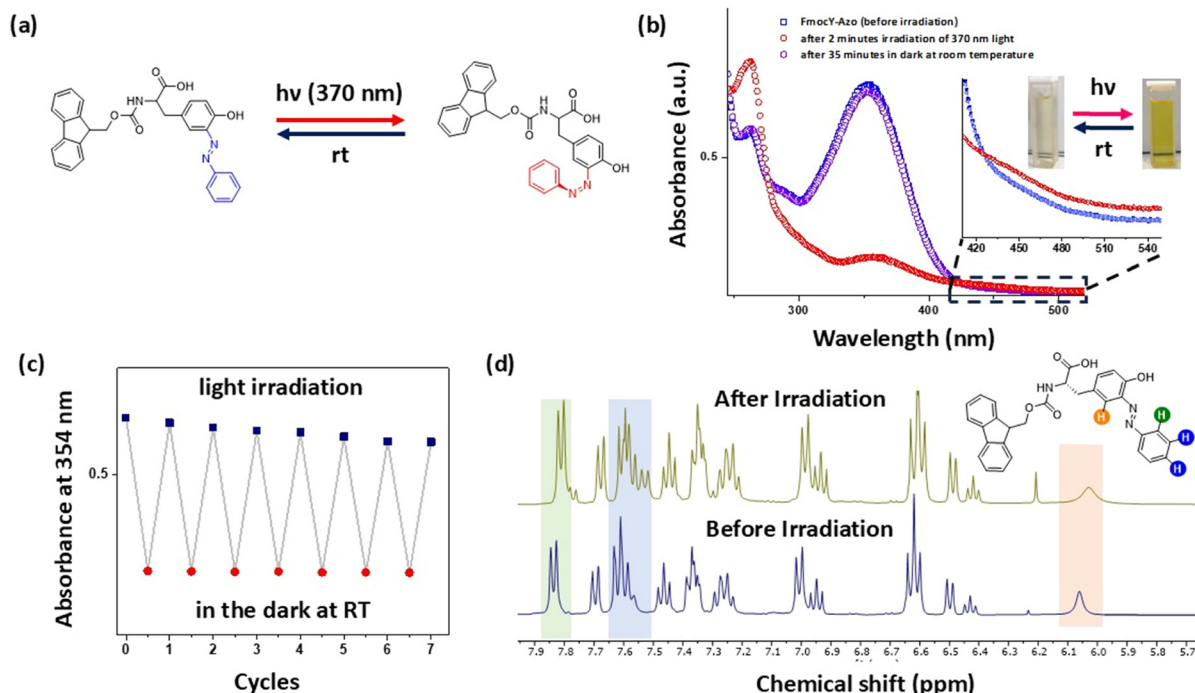 (a)
OH
HN
O
O
O
OH
N
N
hν (370 nm)
rt
O
OH
HN
O
O
OH
N
N
(b)
FmocY-Azo (before irradiation)
after 2 minutes irradiation of 370 nm light
after 35 minutes in dark at room temperature
Absorbance (a.u.)
0.5
hν
rt
420 450 480 510 540
300 400 500
Wavelength (nm)
(c)
light irradiation
Absorbance at 354 nm
0.5
in the dark at RT
0 1 2 3 4 5 6 7
Cycles
(d)
After Irradiation
Before Irradiation
O
OH
HN
O
O
OH
N
N
H
H
H
H
7.9 7.8 7.7 7.6 7.5 7.4 7.3 7.2 7.1 7.0 6.9 6.8 6.7 6.6 6.5 6.4 6.3 6.2 6.1 6.0 5.9 5.8 5.7
Chemical shift (ppm)